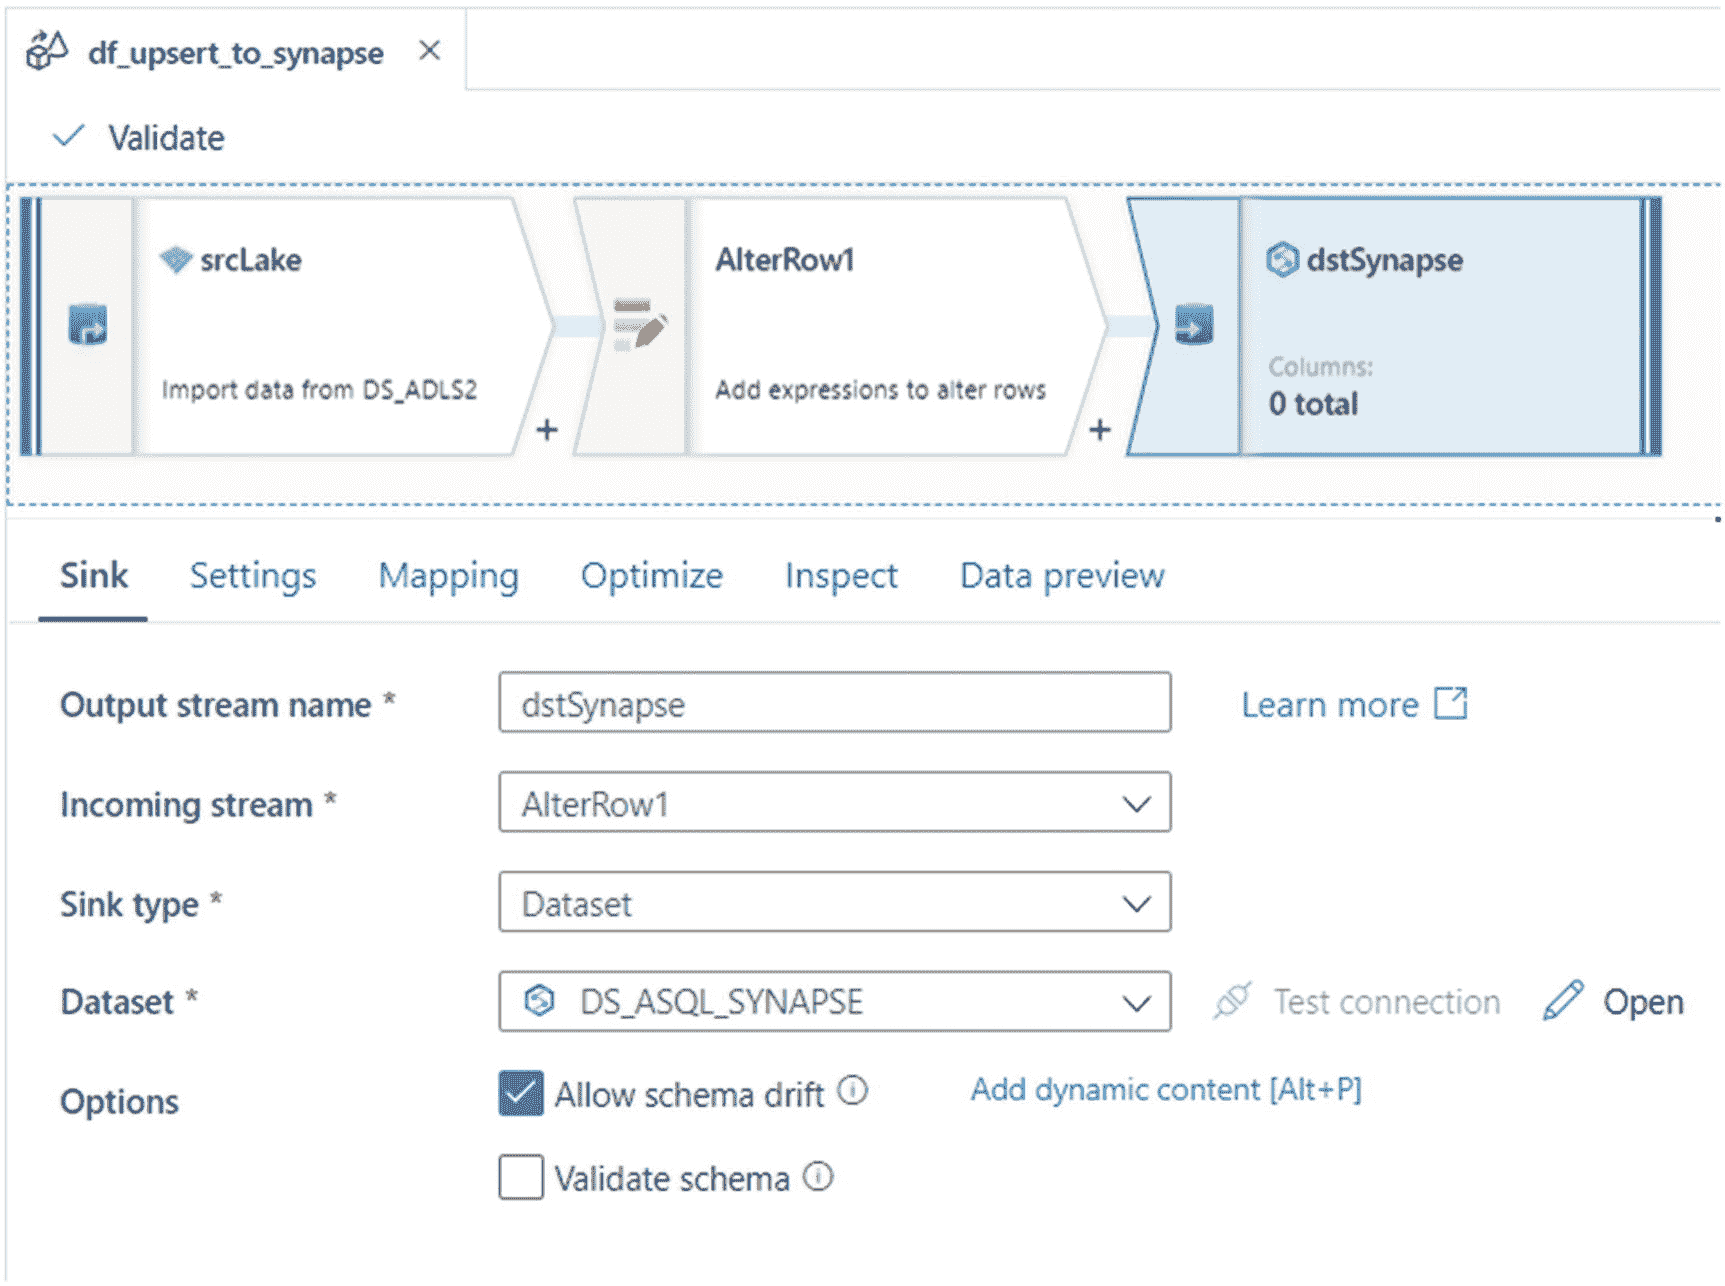 df_upsert_to_synapse
Validate
srcLake
Import data from DS_ADLS2
+
AlterRow1
Add expressions to alter rows
+
dstSynapse
Columns:
0 total
Sink Settings Mapping Optimize Inspect Data preview
Output stream name * dstSynapse Learn more
Incoming stream * AlterRow1
Sink type * Dataset
Dataset * DS_ASQL_SYNAPSE Test connection Open
Options Allow schema drift Add dynamic content [Alt+P]
Validate schema